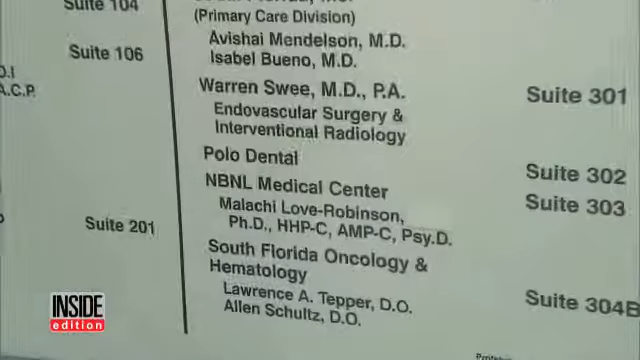 Suite 104
Suite 106
A.C.P.
Suite 201
(Primary Care Division)
Avishai Mendelson, M.D.
Isabel Bueno, M.D.
Warren Swee, M.D., P.A.
Suite 301
Endovascular Surgery &
Interventional Radiology
Polo Dental
Suite 302
NBNL Medical Center
Suite 303
Malachi Love-Robinson,
Ph.D., HHP-C, AMP-C, Psy.D.
South Florida Oncology &
Hematology
Suite 304B
Lawrence A. Tepper, D.O.
Allen Schultz, D.O.
INSIDE
edition